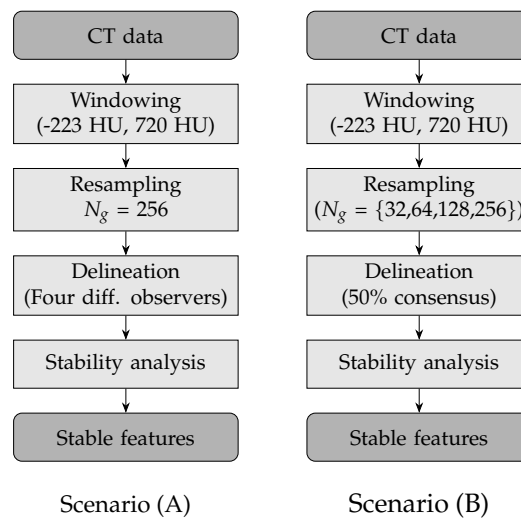 CT data
Windowing
(-223 HU, 720 HU)
Resampling
N_g = 256
Delineation
(Four diff. observers)
Stability analysis
Stable features
Scenario (A)
CT data
Windowing
(-223 HU, 720 HU)
Resampling
(N_g = {32,64,128,256})
Delineation
(50% consensus)
Stability analysis
Stable features
Scenario (B)